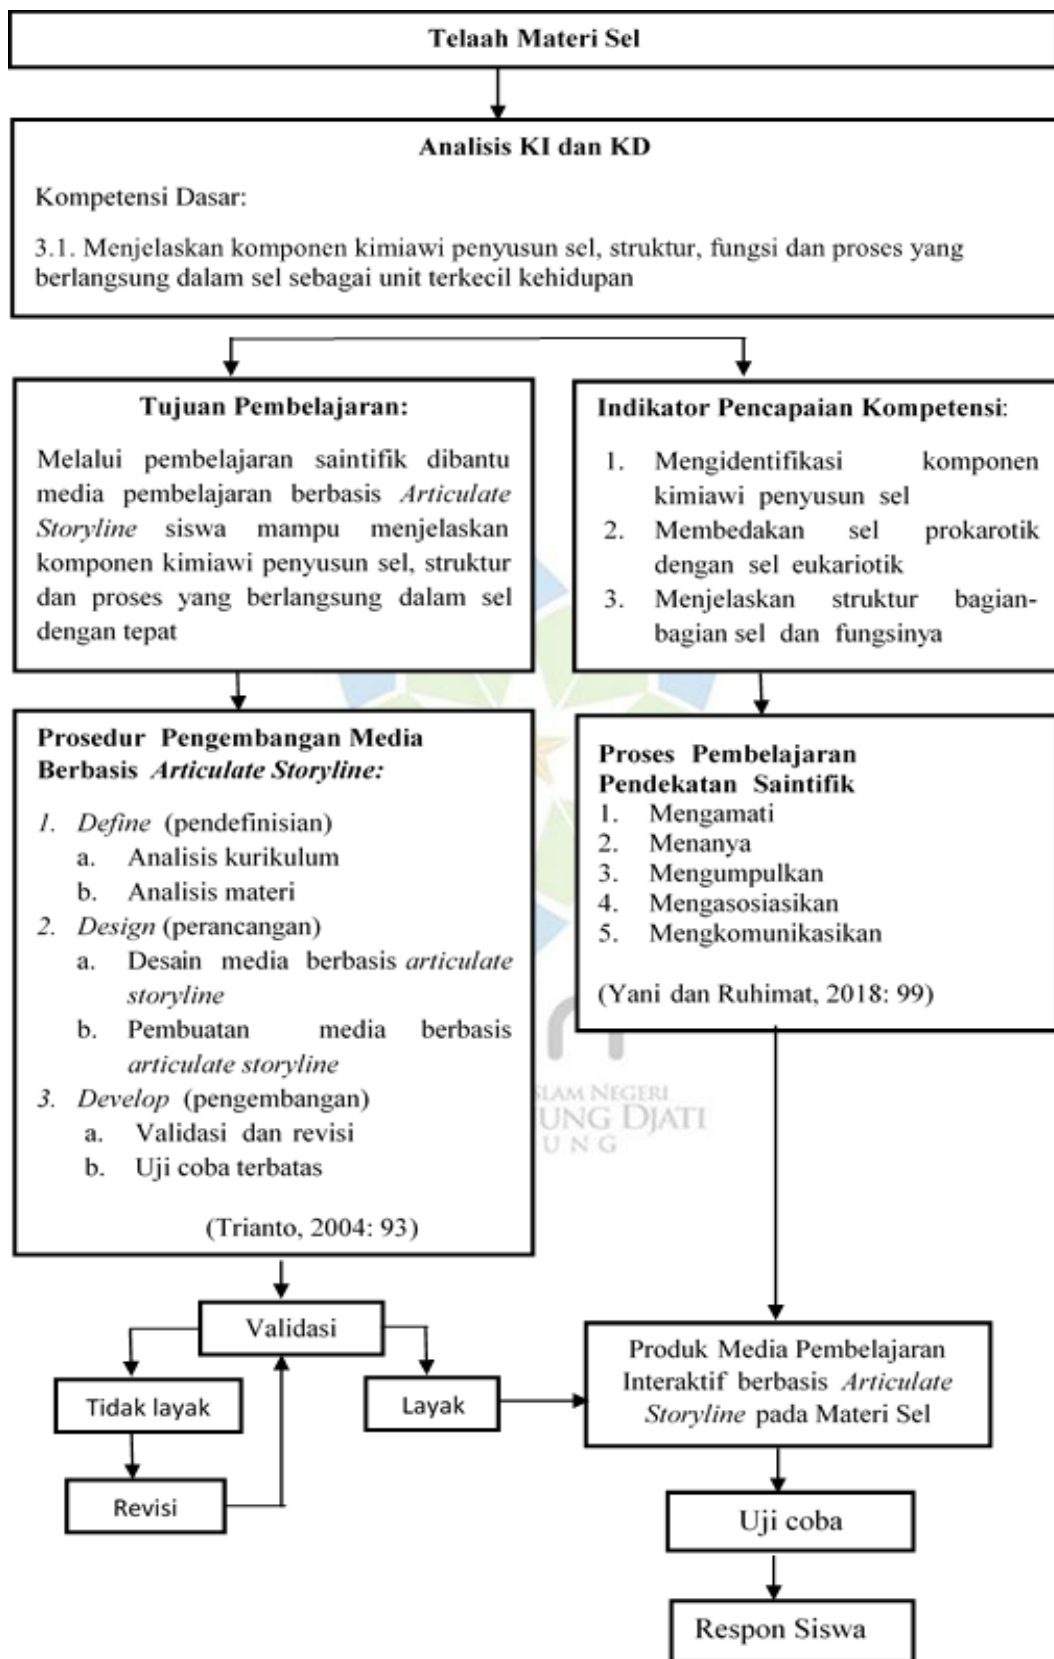 Telaah Materi Sel
Analisis KI dan KD
Kompetensi Dasar:
3.1. Menjelaskan komponen kimiawi penyusun sel, struktur, fungsi dan proses yang
berlangsung dalam sel sebagai unit terkecil kehidupan
Tujuan Pembelajaran:
Melalui pembelajaran saintifik dibantu
media pembelajaran berbasis Articulate
Storyline siswa mampu menjelaskan
komponen kimiawi penyusun sel, struktur
dan proses yang berlangsung dalam sel
dengan tepat
Indikator Pencapaian Kompetensi:
1. Mengidentifikasi komponen
kimiawi penyusun sel
2. Membedakan sel prokarotik
dengan sel eukariotik
3. Menjelaskan struktur bagian-
bagian sel dan fungsinya
Prosedur Pengembangan Media
Berbasis Articulate Storyline:
1. Define (pendefinisian)
a. Analisis kurikulum
b. Analisis materi
2. Design (perancangan)
a. Desain media berbasis articulate
storyline
b. Pembuatan media berbasis
articulate storyline
3. Develop (pengembangan)
a. Validasi dan revisi
b. Uji coba terbatas
(Trianto, 2004: 93)
Proses Pembelajaran
Pendekatan Saintifik
1. Mengamati
2. Menanya
3. Mengumpulkan
4. Mengasosiasikan
5. Mengkomunikasikan
(Yani dan Ruhimat, 2018: 99)
SLAM NEGERI
UNG DJATI
UNG
Validasi
Tidak layak
Layak
Revisi
Produk Media Pembelajaran
Interaktif berbasis Articulate
Storyline pada Materi Sel
Uji coba
Respon Siswa